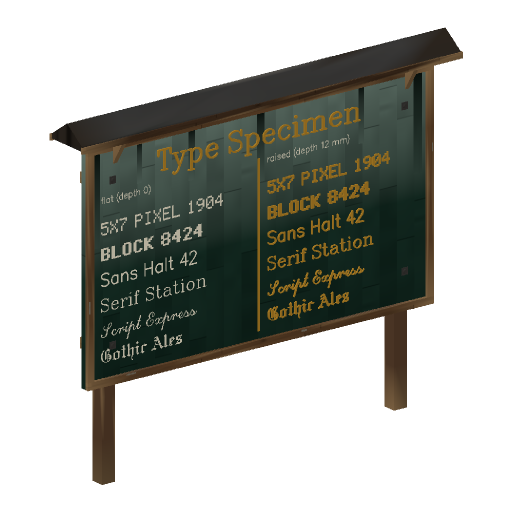 Type Specimen
flat (depth 0)
5X7 PIXEL 1904
BLOCK 8424
Sans Halt 42
Serif Station
Script Express
Gothic Ales
raised (depth 12 mm)
5X7 PIXEL 1904
BLOCK 8424
Sans Halt 42
Serif Station
Script Express
Gothic Ales